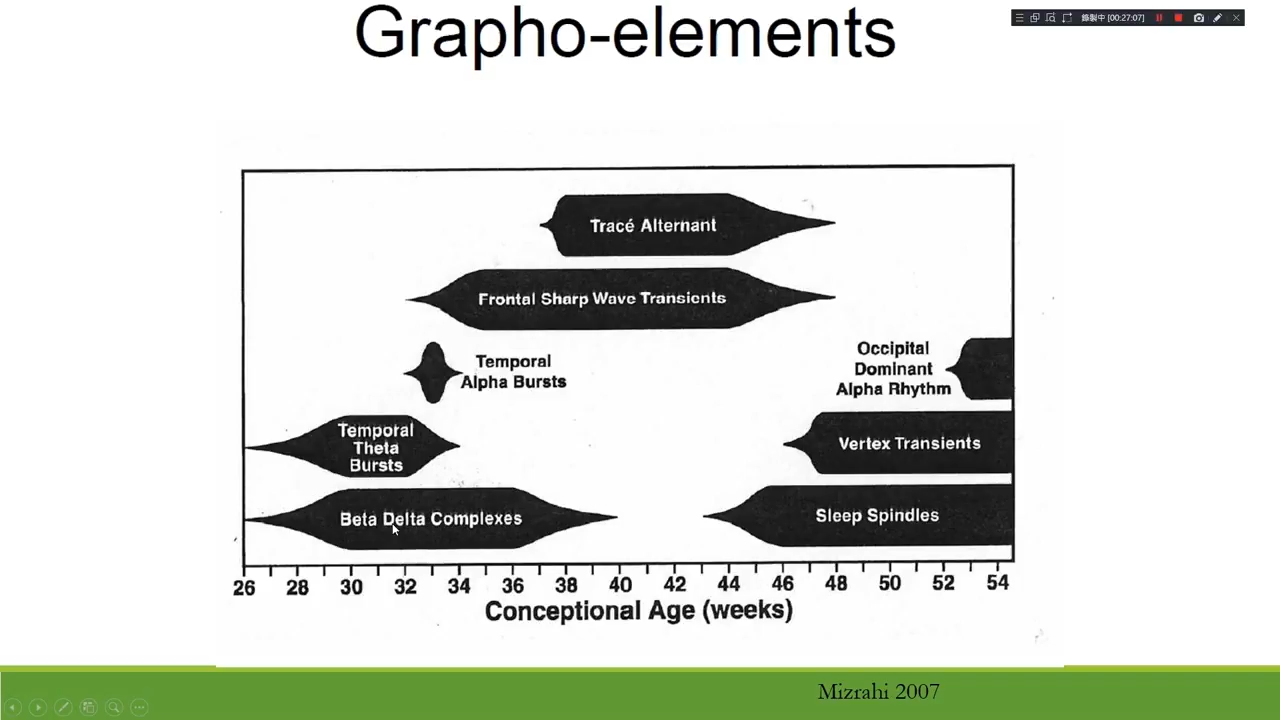 Grapho-elements
錄製中 [00:27:07]
Tracé Alternant
Frontal Sharp Wave Transients
Temporal
Alpha Bursts
Occipital
Dominant
Alpha Rhythm
Temporal
Theta
Bursts
Vertex Transients
Beta Delta Complexes
Sleep Spindles
26 28 30 32 34 36 38 40 42 44 46 48 50 52 54
Conceptional Age (weeks)
Mizrahi 2007